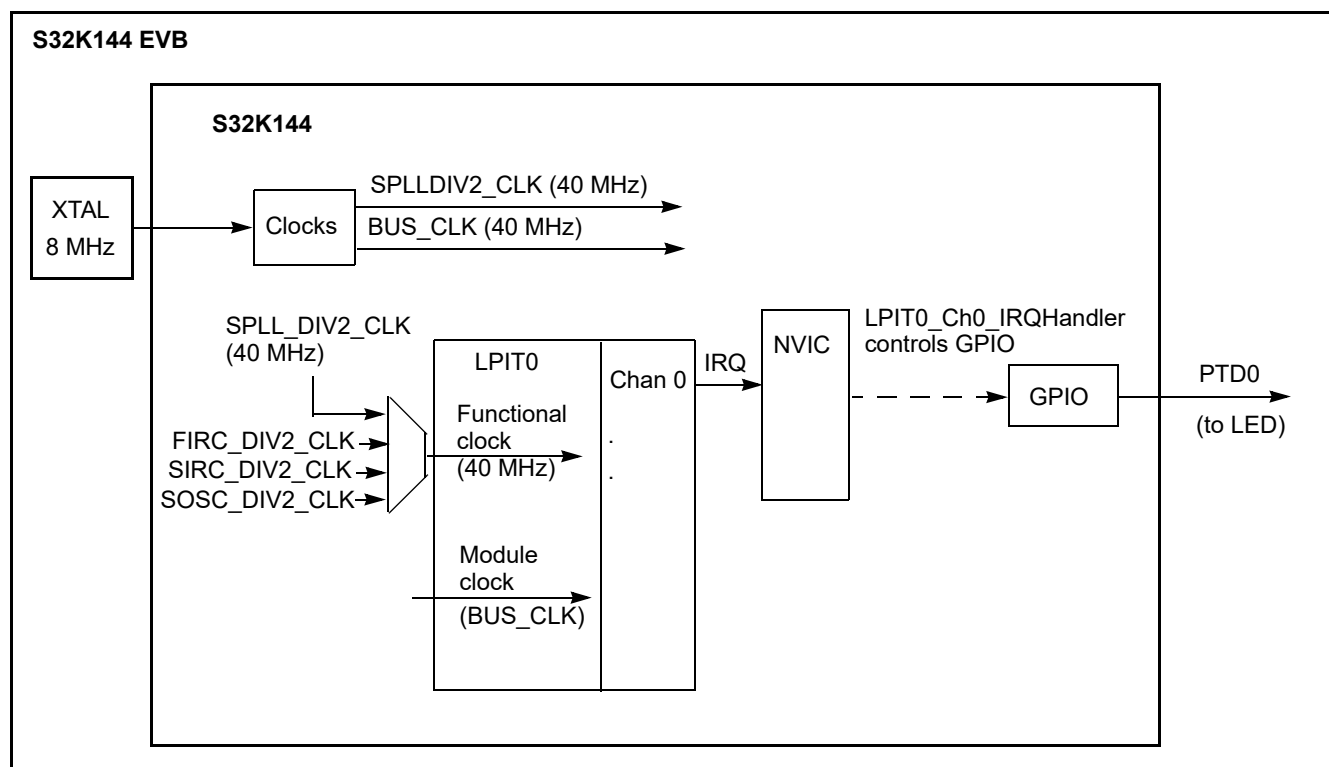 S32K144 EVB
S32K144
XTAL
8 MHz
Clocks
SPLLDIV2_CLK (40 MHz)
BUS_CLK (40 MHz)
SPLL_DIV2_CLK
(40 MHz)
FIRC_DIV2_CLK
SIRC_DIV2_CLK
SOSC_DIV2_CLK
LPIT0
Functional
clock
(40 MHz)
Module
clock
(BUS_CLK)
Chan 0
.
.
IRQ
NVIC
LPIT0_Ch0_IRQHandler
controls GPIO
GPIO
PTD0
(to LED)